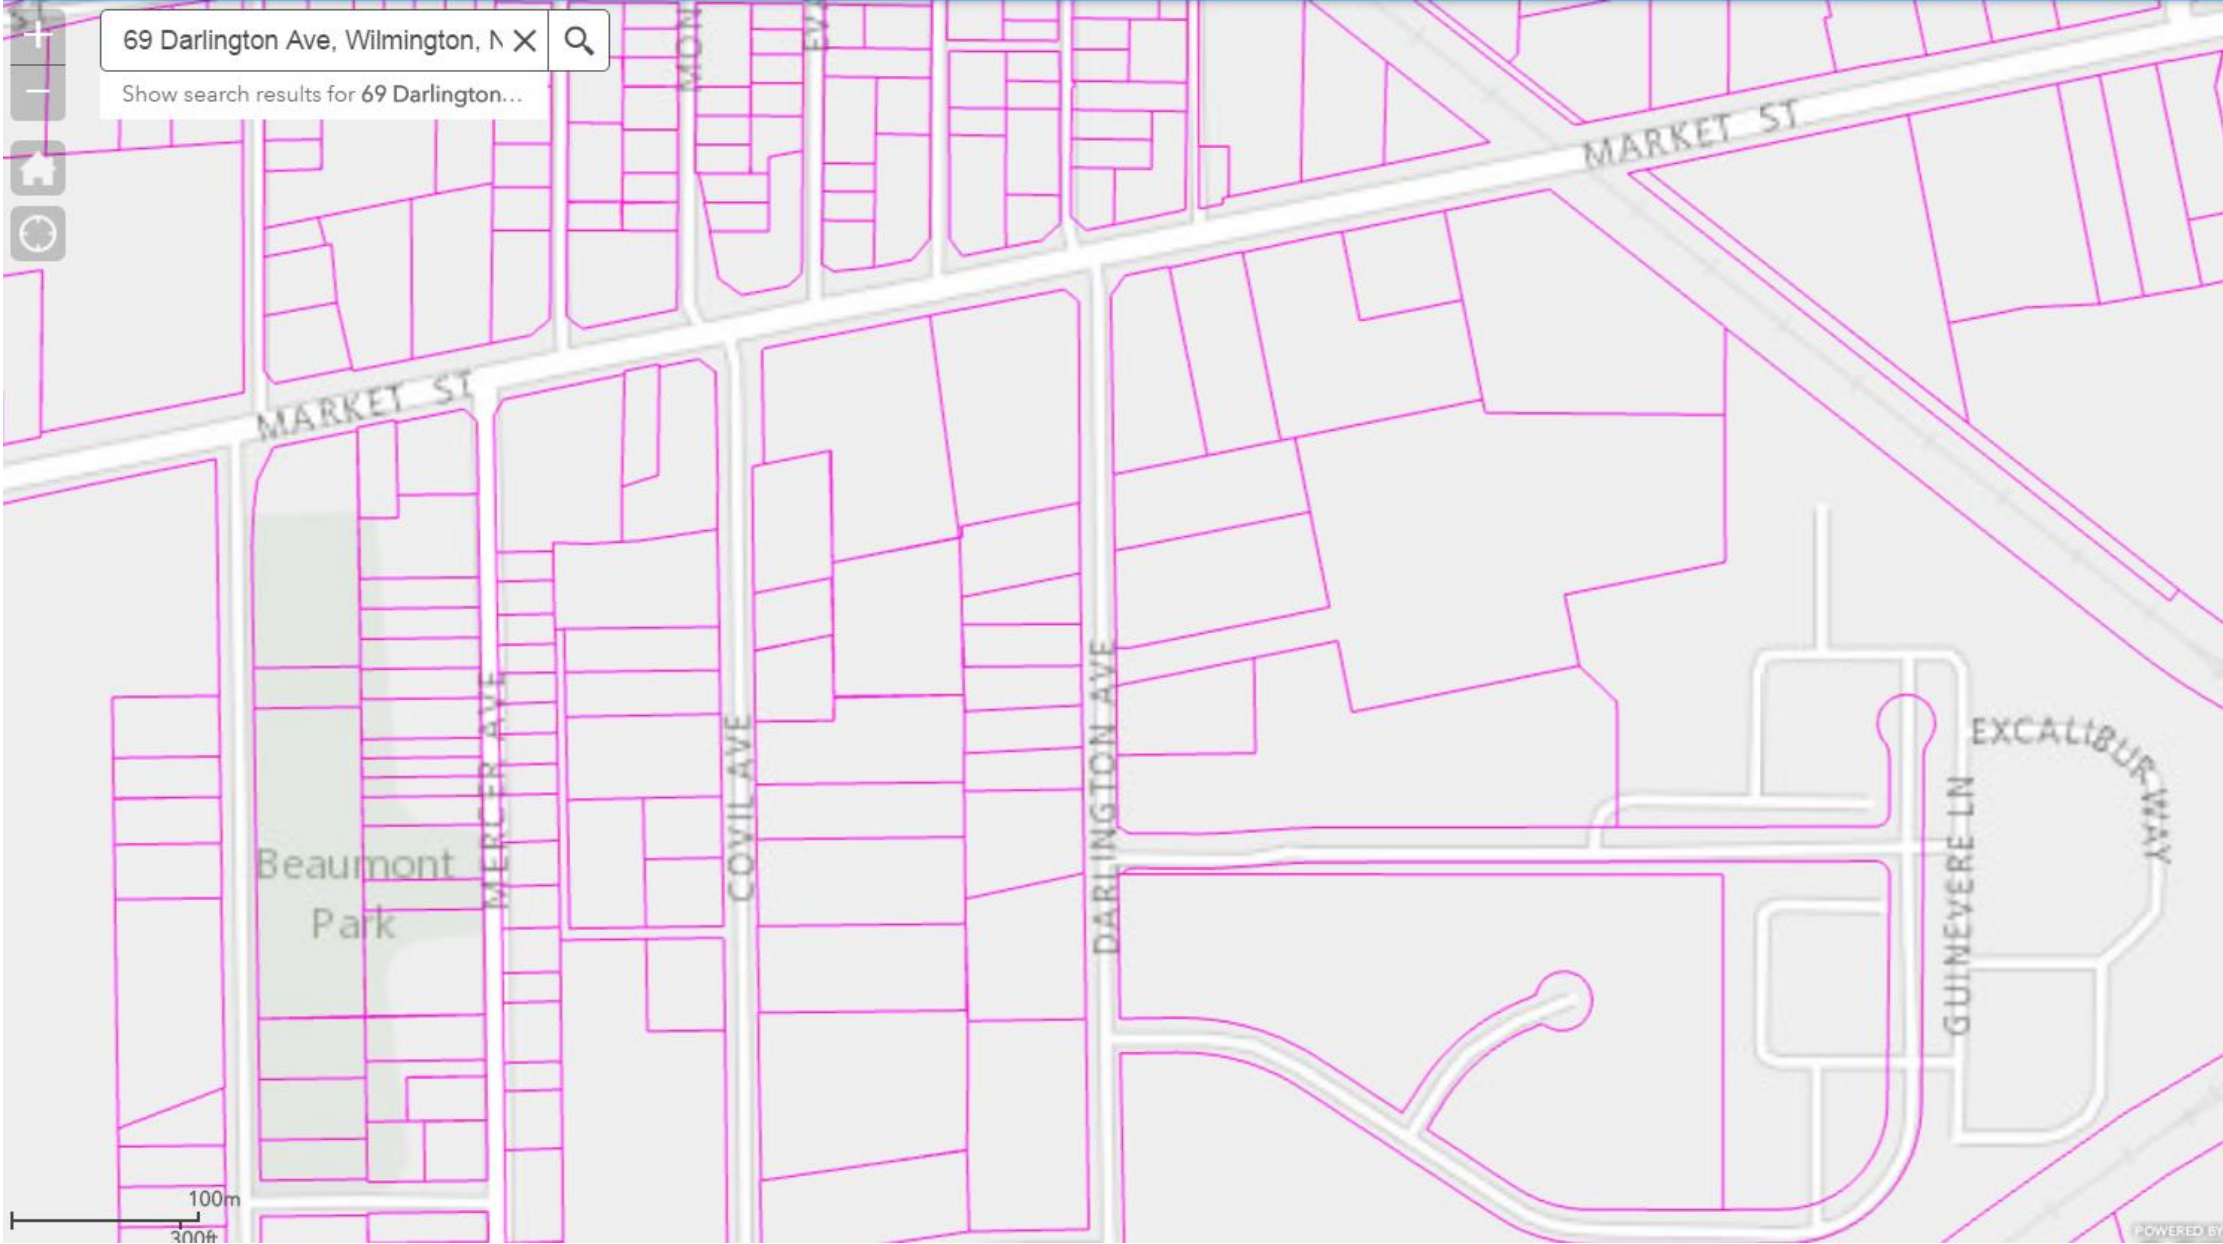 69 Darlington Ave, Wilmington, N
Show search results for 69 Darlington...
MON
MARKET ST
MARKET ST
MERCER AVE
COVIL AVE
DARLINGTON AVE
EXCALIBUR WAY
GUINEVERE LN
Beaumont
Park
100m
300ft
POWERED BY